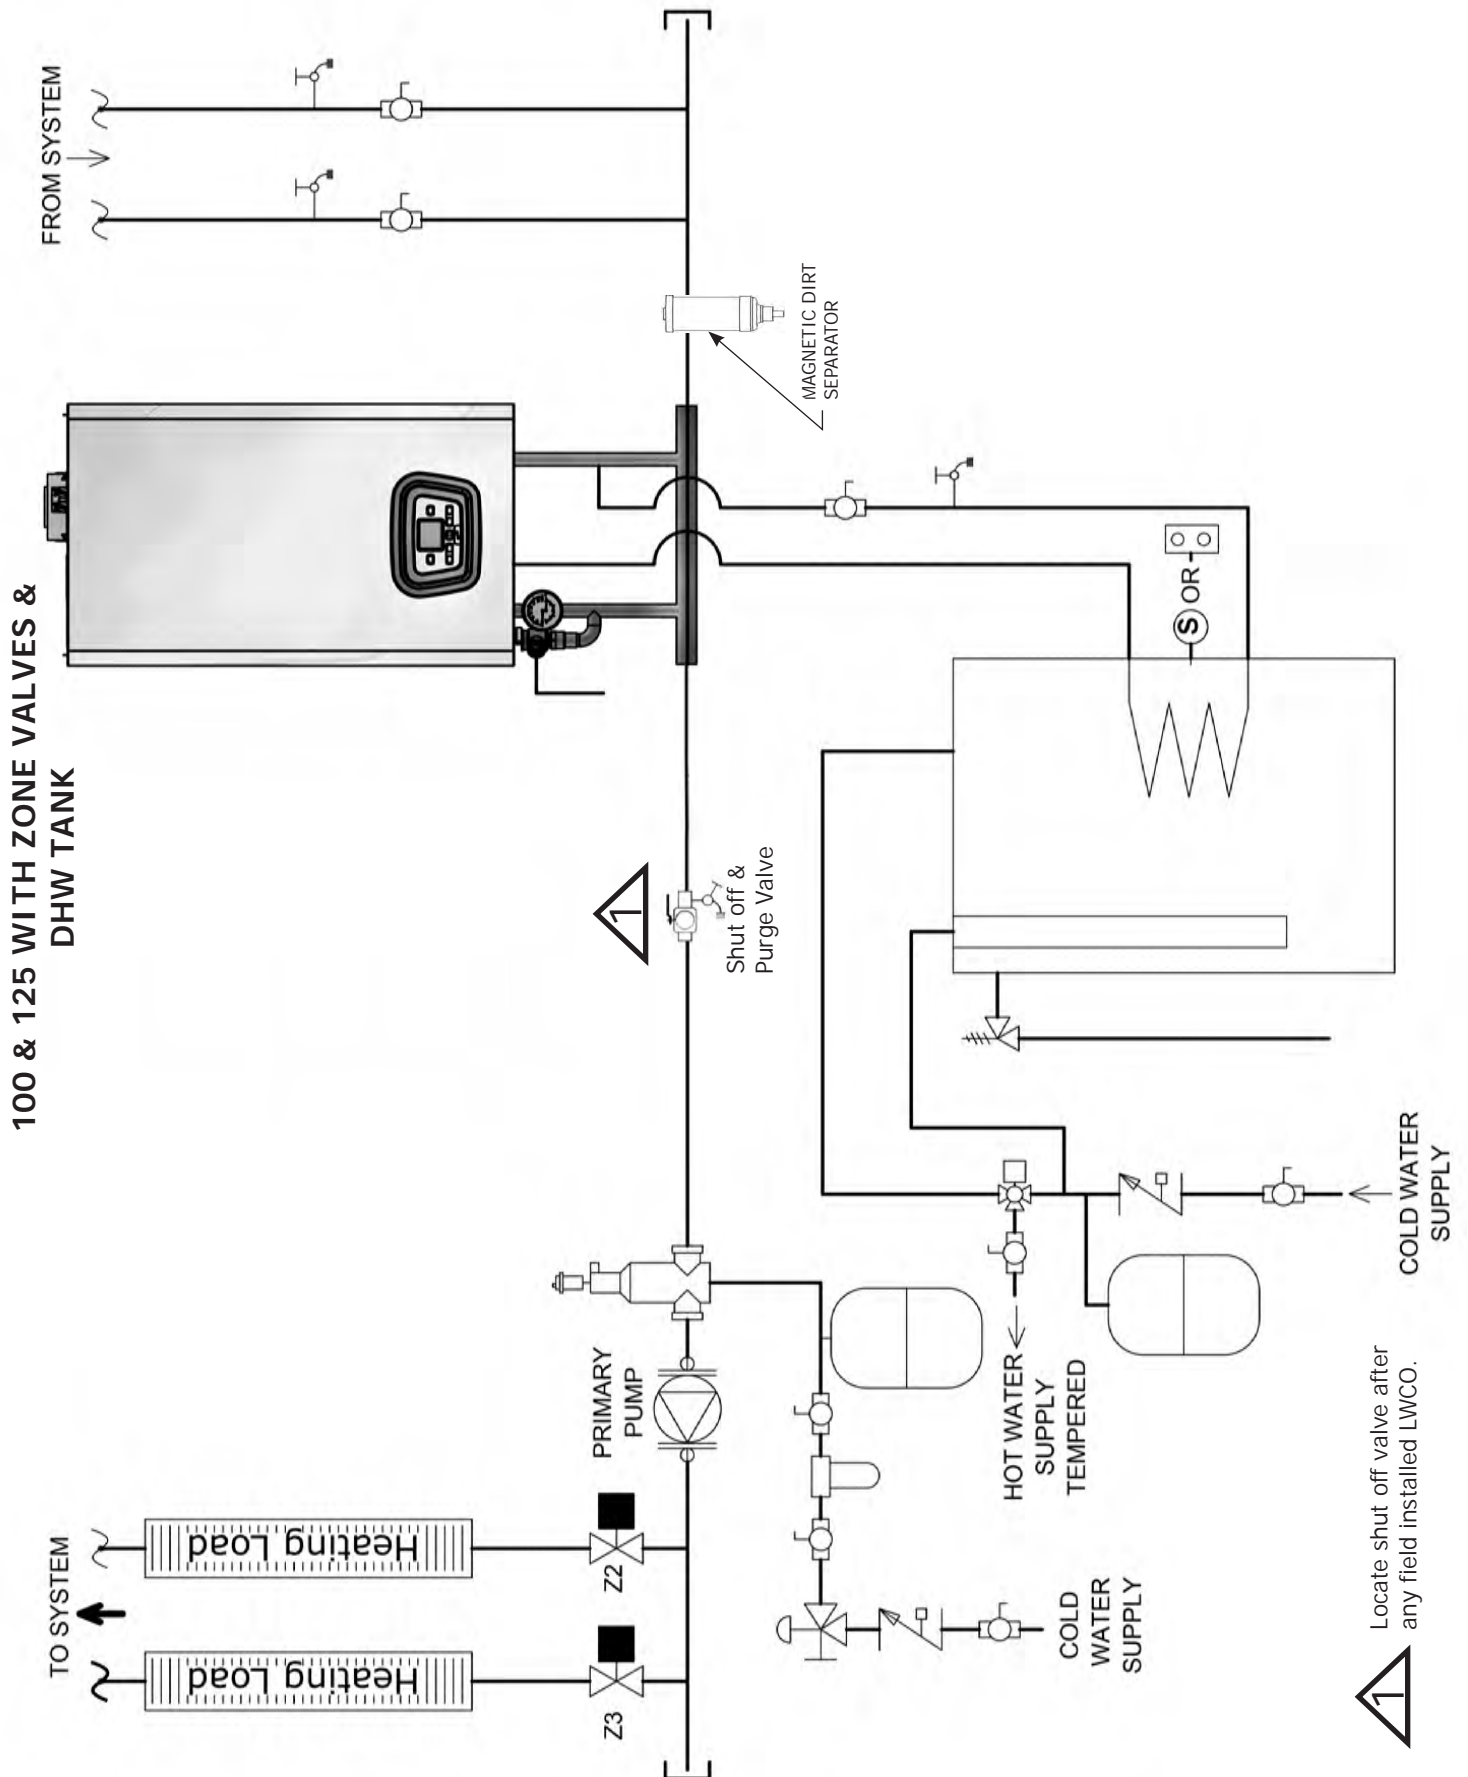 100 & 125 WITH ZONE VALVES &
DHW TANK
TO SYSTEM
FROM SYSTEM
Heating Load
Heating Load
Z3
Z2
PRIMARY
PUMP
1
Shut off &
Purge Valve
MAGNETIC DIRT
SEPARATOR
S
OR
COLD
WATER
SUPPLY
HOT WATER
SUPPLY
TEMPERED
COLD WATER
SUPPLY
1
Locate shut off valve after
any field installed LWCO.